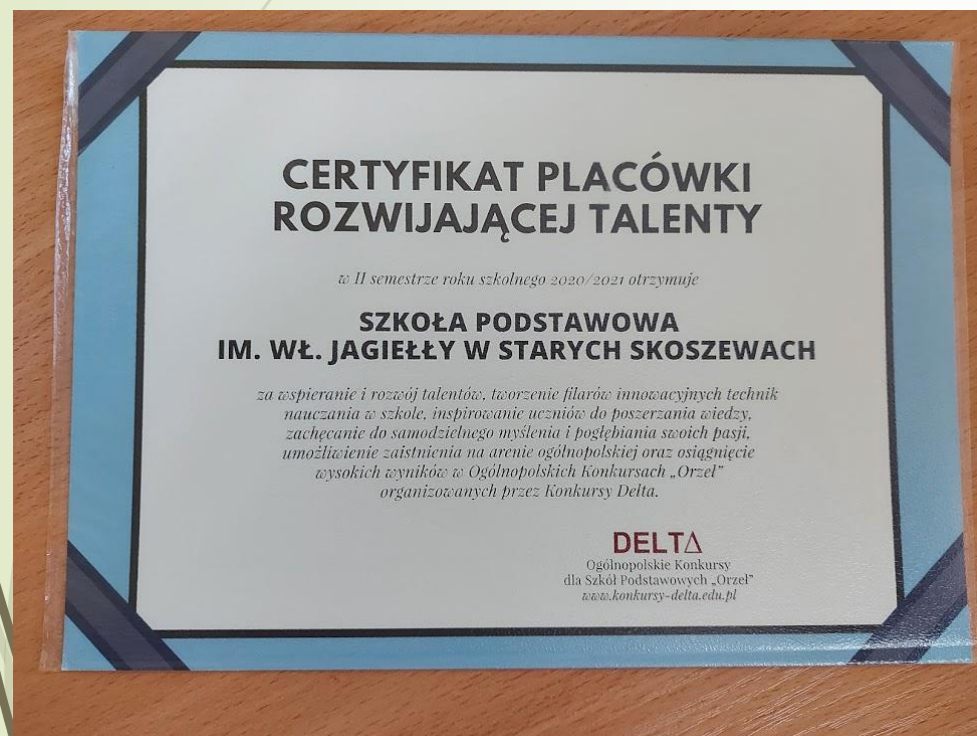 CERTYFIKAT PLACÓWKI
ROZWIJAJĄCEJ TALENTY
w II semestrze roku szkolnego 2020/2021 otrzymuje
SZKOŁA PODSTAWOWA
IM. WŁ. JAGIEŁŁY W STARYCH SKOSZEWACH
za wspieranie i rozwój talentów, tworzenie filarów innowacyjnych technik
nauczania w szkole, inspirowanie uczniów do poszerzania wiedzy,
zachęcanie do samodzielnego myślenia i pogłębiania swoich pasji,
umożliwienie zaistnienia na arenie ogólnopolskiej oraz osiągnięcie
wysokich wyników w Ogólnopolskich Konkursach „Orzeł”
organizowanych przez Konkursy Delta.
DELTΔ
Ogólnopolskie Konkursy
dla Szkół Podstawowych „Orzeł”
www.konkursy-delta.edu.pl